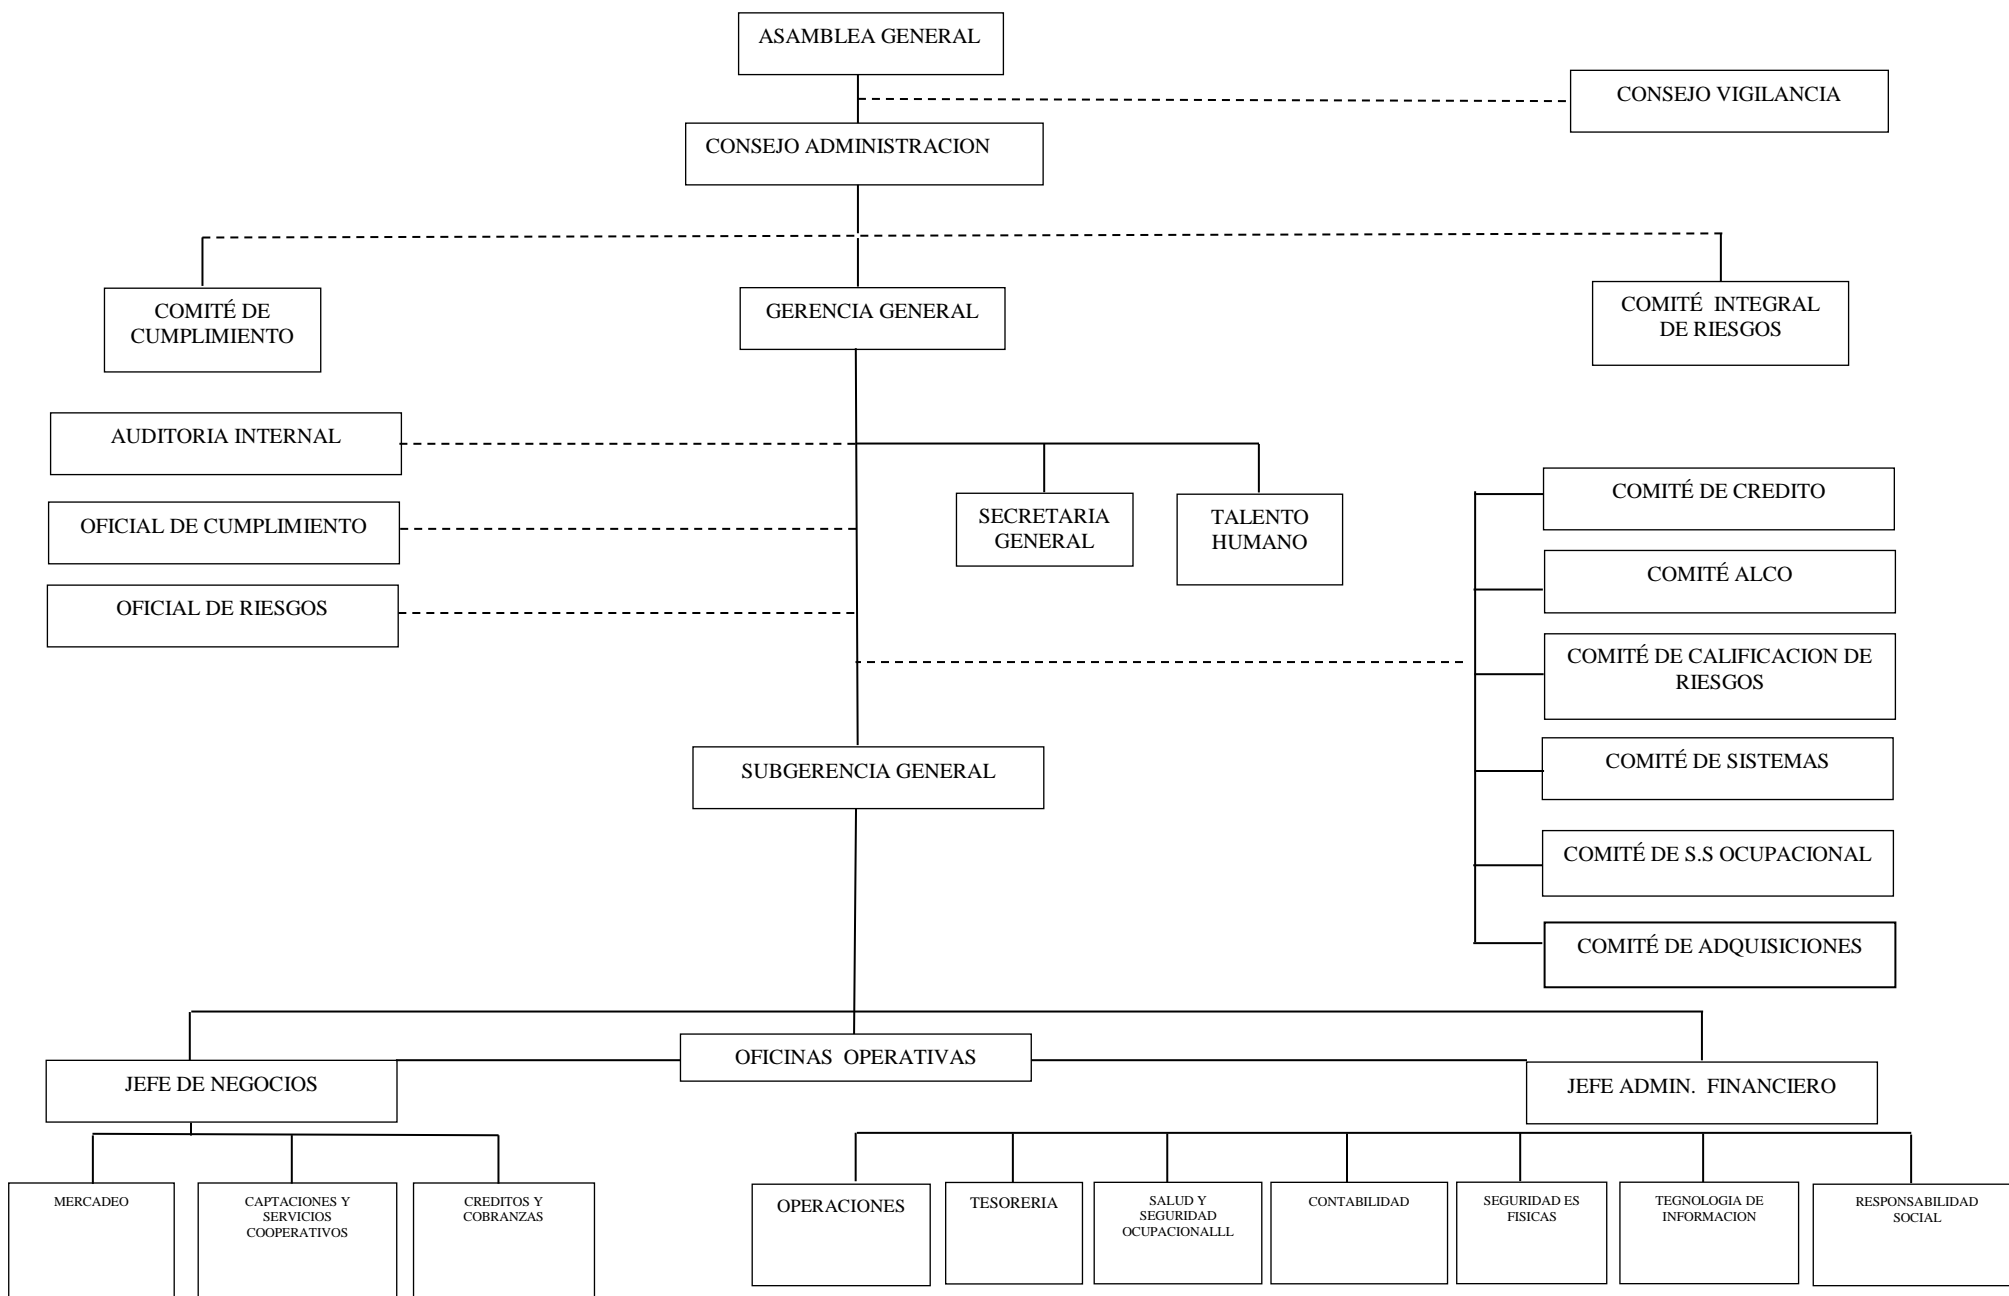 ASAMBLEA GENERAL
CONSEJO VIGILANCIA
CONSEJO ADMINISTRACION
COMITÉ DE
CUMPLIMIENTO
GERENCIA GENERAL
COMITÉ INTEGRAL
DE RIESGOS
AUDITORIA INTERNAL
OFICIAL DE CUMPLIMIENTO
OFICIAL DE RIESGOS
SECRETARIA
GENERAL
TALENTO
HUMANO
COMITÉ DE CREDITO
COMITÉ ALCO
COMITÉ DE CALIFICACION DE
RIESGOS
COMITÉ DE SISTEMAS
COMITÉ DE S.S OCUPACIONAL
COMITÉ DE ADQUISICIONES
SUBGERENCIA GENERAL
OFICINAS OPERATIVAS
JEFE DE NEGOCIOS
JEFE ADMIN. FINANCIERO
MERCADEO
CAPTACIONES Y
SERVICIOS
COOPERATIVOS
CREDITOS Y
COBRANZAS
OPERACIONES
TESORERIA
SALUD Y
SEGURIDAD
OCUPACIONALLL
CONTABILIDAD
SEGURIDAD ES
FISICAS
TEGNOLOGIA DE
INFORMACION
RESPONSABILIDAD
SOCIAL